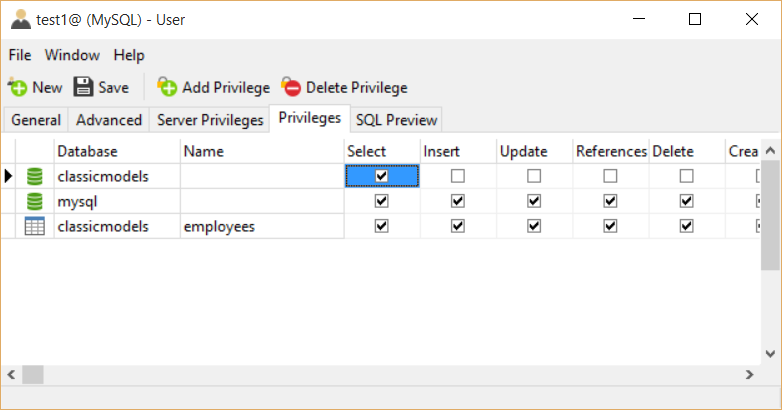 test1@ (MySQL) - User
File Window Help
New Save Add Privilege Delete Privilege
General Advanced Server Privileges Privileges SQL Preview
Database Name Select Insert Update References Delete Crea
classicmodels
mysql
classicmodels employees